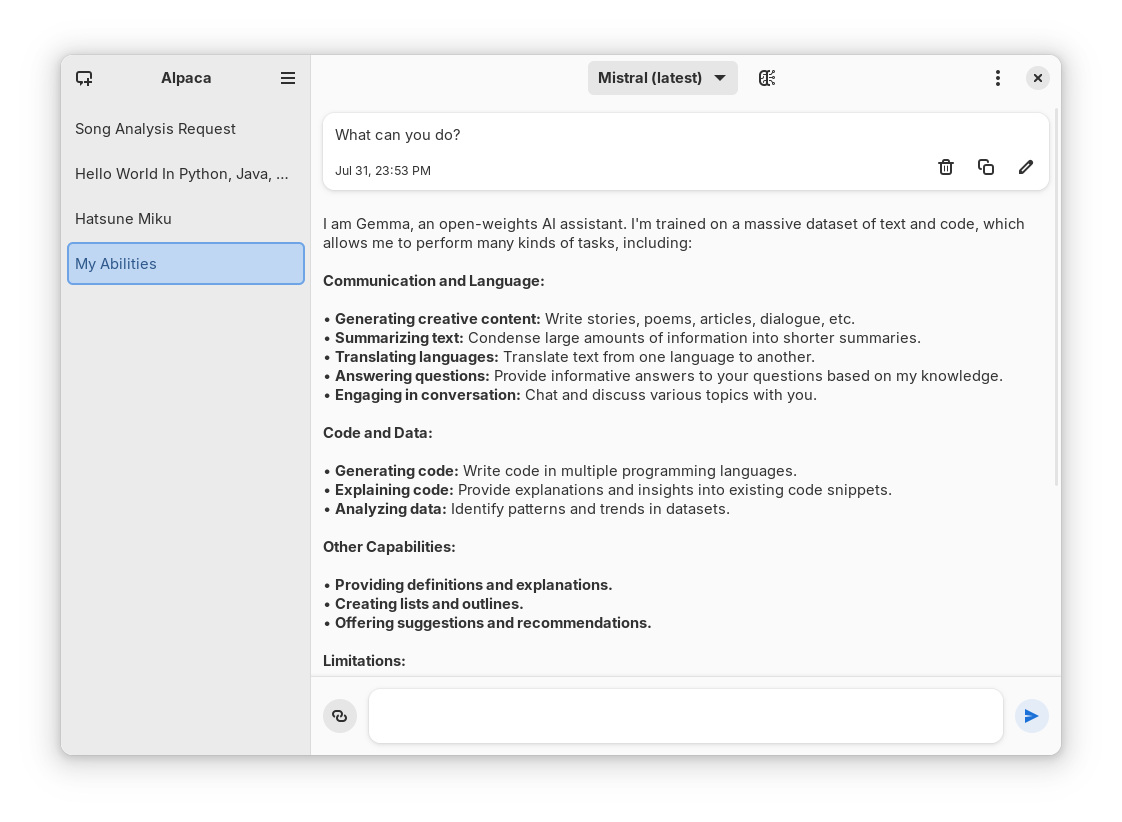 Alpaca
Song Analysis Request
Hello World In Python, Java, ...
Hatsune Miku
My Abilities
Mistral (latest)
What can you do?
Jul 31, 23:53 PM
I am Gemma, an open-weights AI assistant. I'm trained on a massive dataset of text and code, which
allows me to perform many kinds of tasks, including:
Communication and Language:
• Generating creative content: Write stories, poems, articles, dialogue, etc.
• Summarizing text: Condense large amounts of information into shorter summaries.
• Translating languages: Translate text from one language to another.
• Answering questions: Provide informative answers to your questions based on my knowledge.
• Engaging in conversation: Chat and discuss various topics with you.
Code and Data:
• Generating code: Write code in multiple programming languages.
• Explaining code: Provide explanations and insights into existing code snippets.
• Analyzing data: Identify patterns and trends in datasets.
Other Capabilities:
• Providing definitions and explanations.
• Creating lists and outlines.
• Offering suggestions and recommendations.
Limitations: